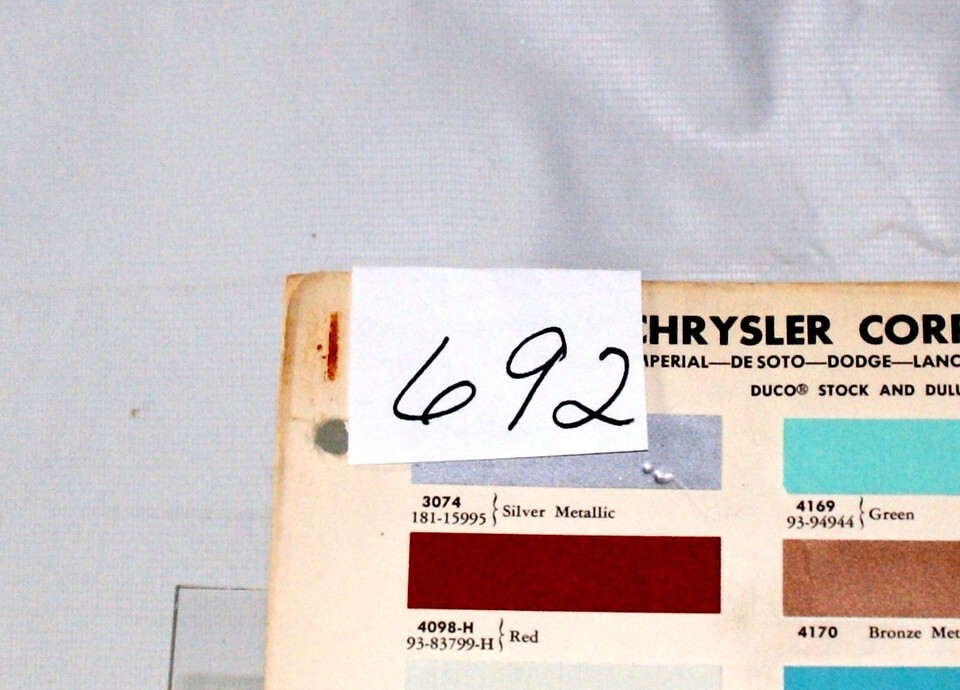 692
CHRYSLER CORP
MPERIAL—DE SOTO—DODGE—LANC
DUCO® STOCK AND DULU
3074
181-15995 } Silver Metallic
4169
93-94944 } Green
4098-H
93-83799-H } Red
4170 Bronze Met